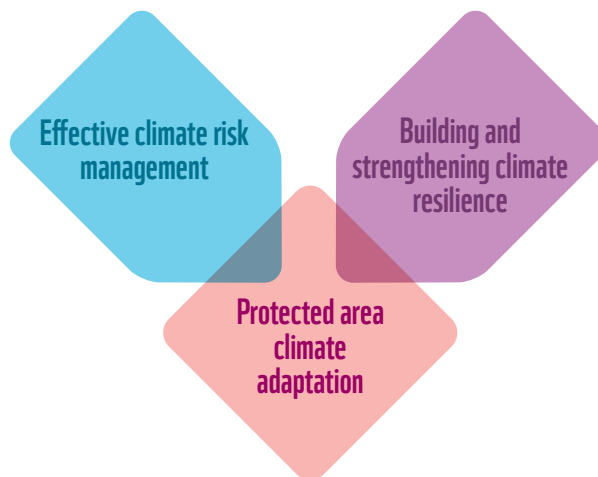 Effective climate risk
management
Building and
strengthening climate
resilience
Protected area
climate
adaptation